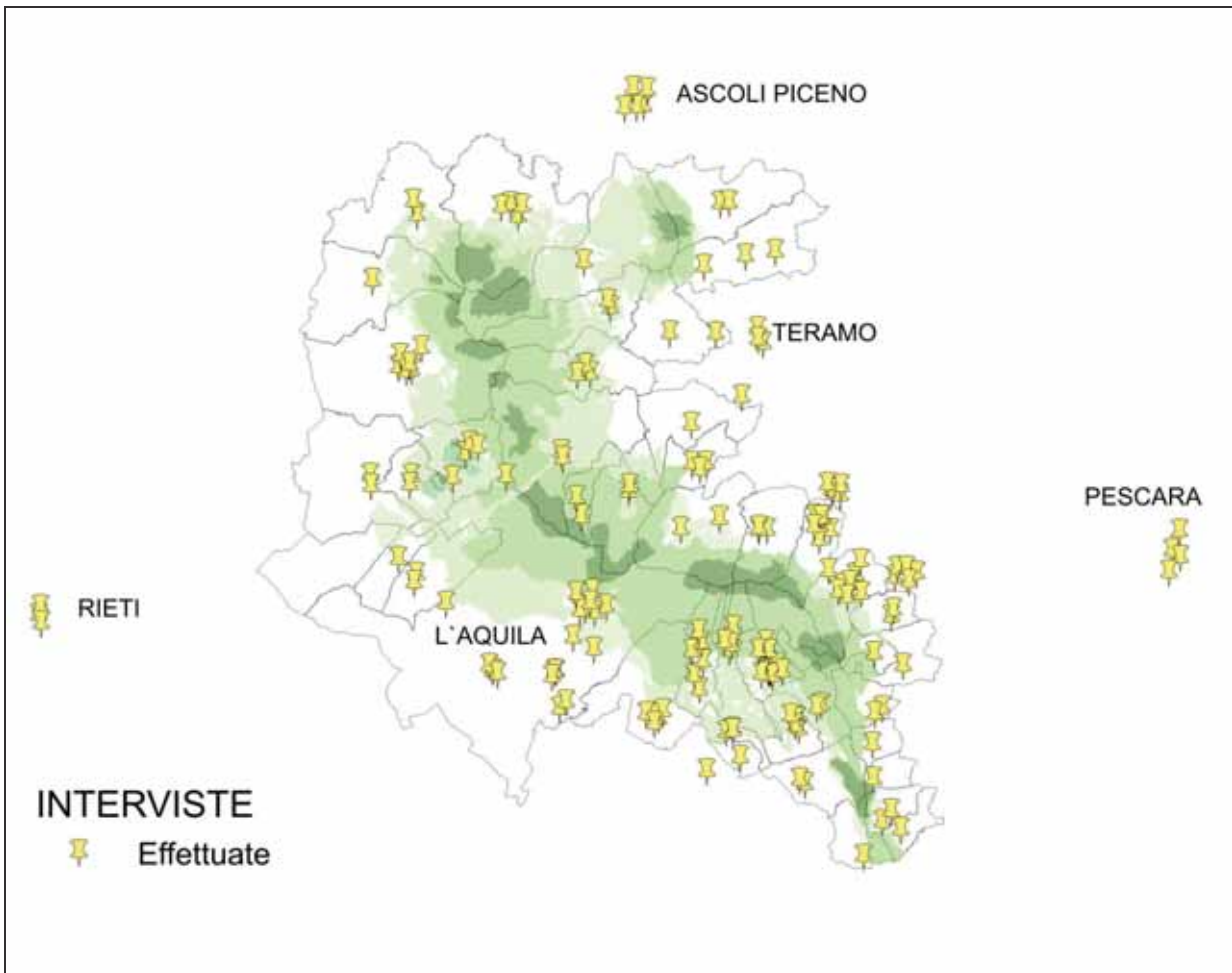 ASCOLI PICENO
TERAMO
PESCARA
RIETI
L`AQUILA
INTERVISTE
Effettuate